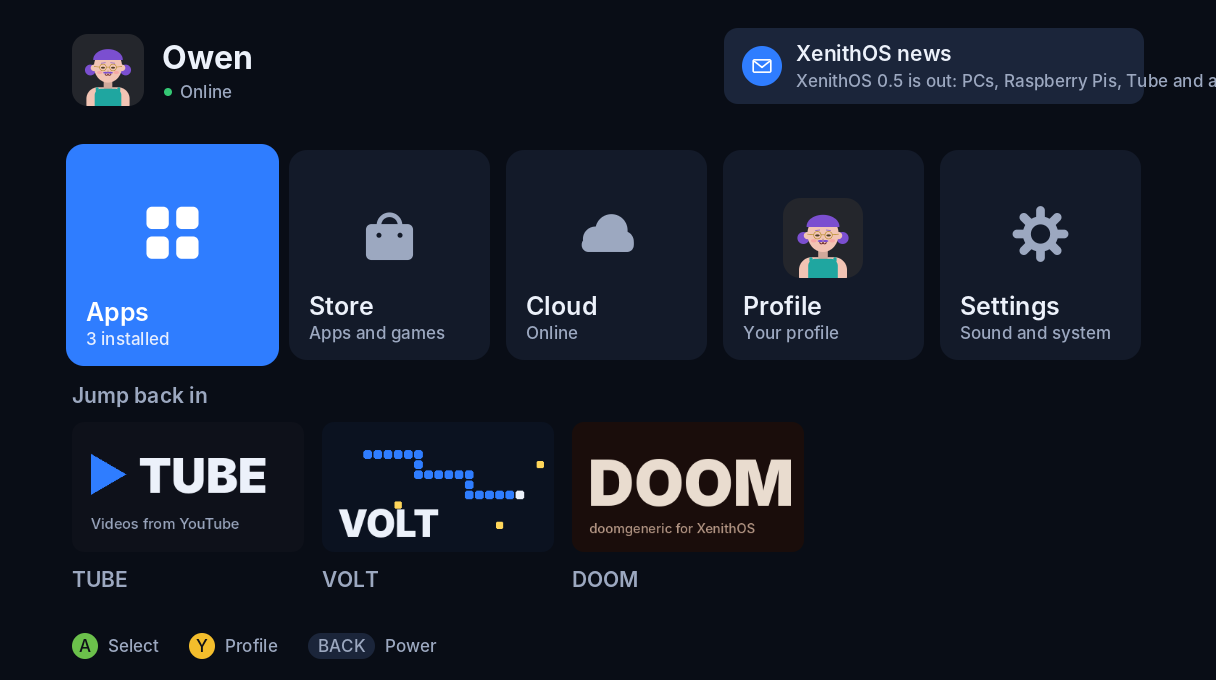 Owen
Online
XenithOS news
XenithOS 0.5 is out: PCs, Raspberry Pis, Tube and a
Apps
3 installed
Store
Apps and games
Cloud
Online
Profile
Your profile
Settings
Sound and system
Jump back in
TUBE
Videos from YouTube
VOLT
DOOM
doomgeneric for XenithOS
TUBE
VOLT
DOOM
A Select
Y Profile
BACK Power